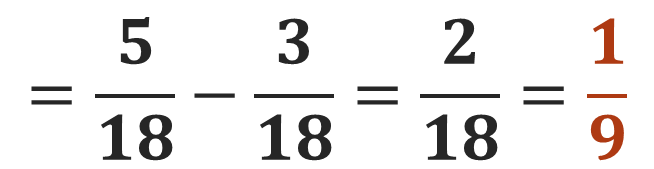 = 5/18 − 3/18 = 2/18 = 1/9